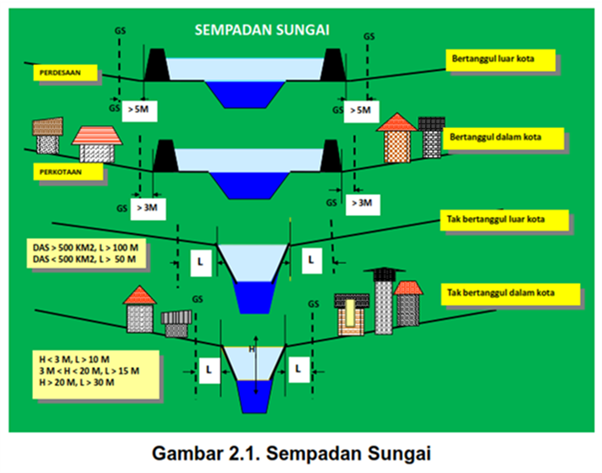 SEMPADAN SUNGAI
GS
GS
PERDESAAN
Bertanggul luar kota
GS
> 5M
GS
> 5M
Bertanggul dalam kota
PERKOTAAN
GS
> 3M
> 3M
GS
Tak bertanggul luar kota
DAS > 500 KM2, L > 100 M
DAS < 500 KM2, L > 50 M
L
L
Tak bertanggul dalam kota
GS
GS
H
H < 3 M, L > 10 M
3 M < H < 20 M, L > 15 M
H > 20 M, L > 30 M
L
L
Gambar 2.1. Sempadan Sungai